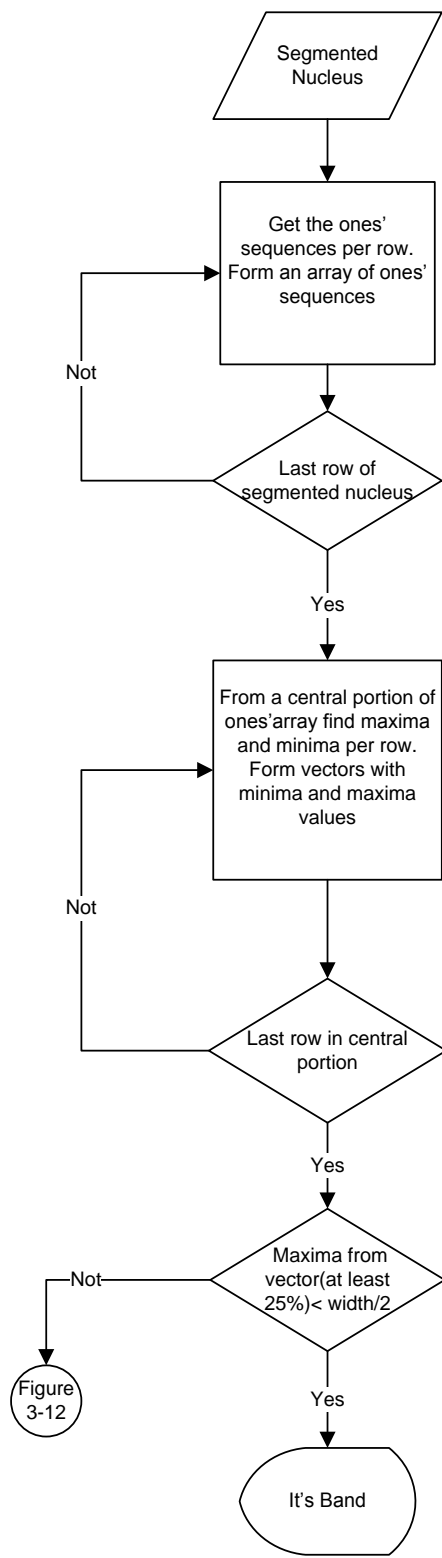 Segmented
Nucleus
Get the ones’
sequences per row.
Form an array of ones’
sequences
Not
Last row of
segmented nucleus
Yes
From a central portion of
ones’array find maxima
and minima per row.
Form vectors with
minima and maxima
values
Not
Last row in central
portion
Yes
Maxima from
vector(at least
25%)< width/2
Not
Figure
3-12
Yes
It’s Band